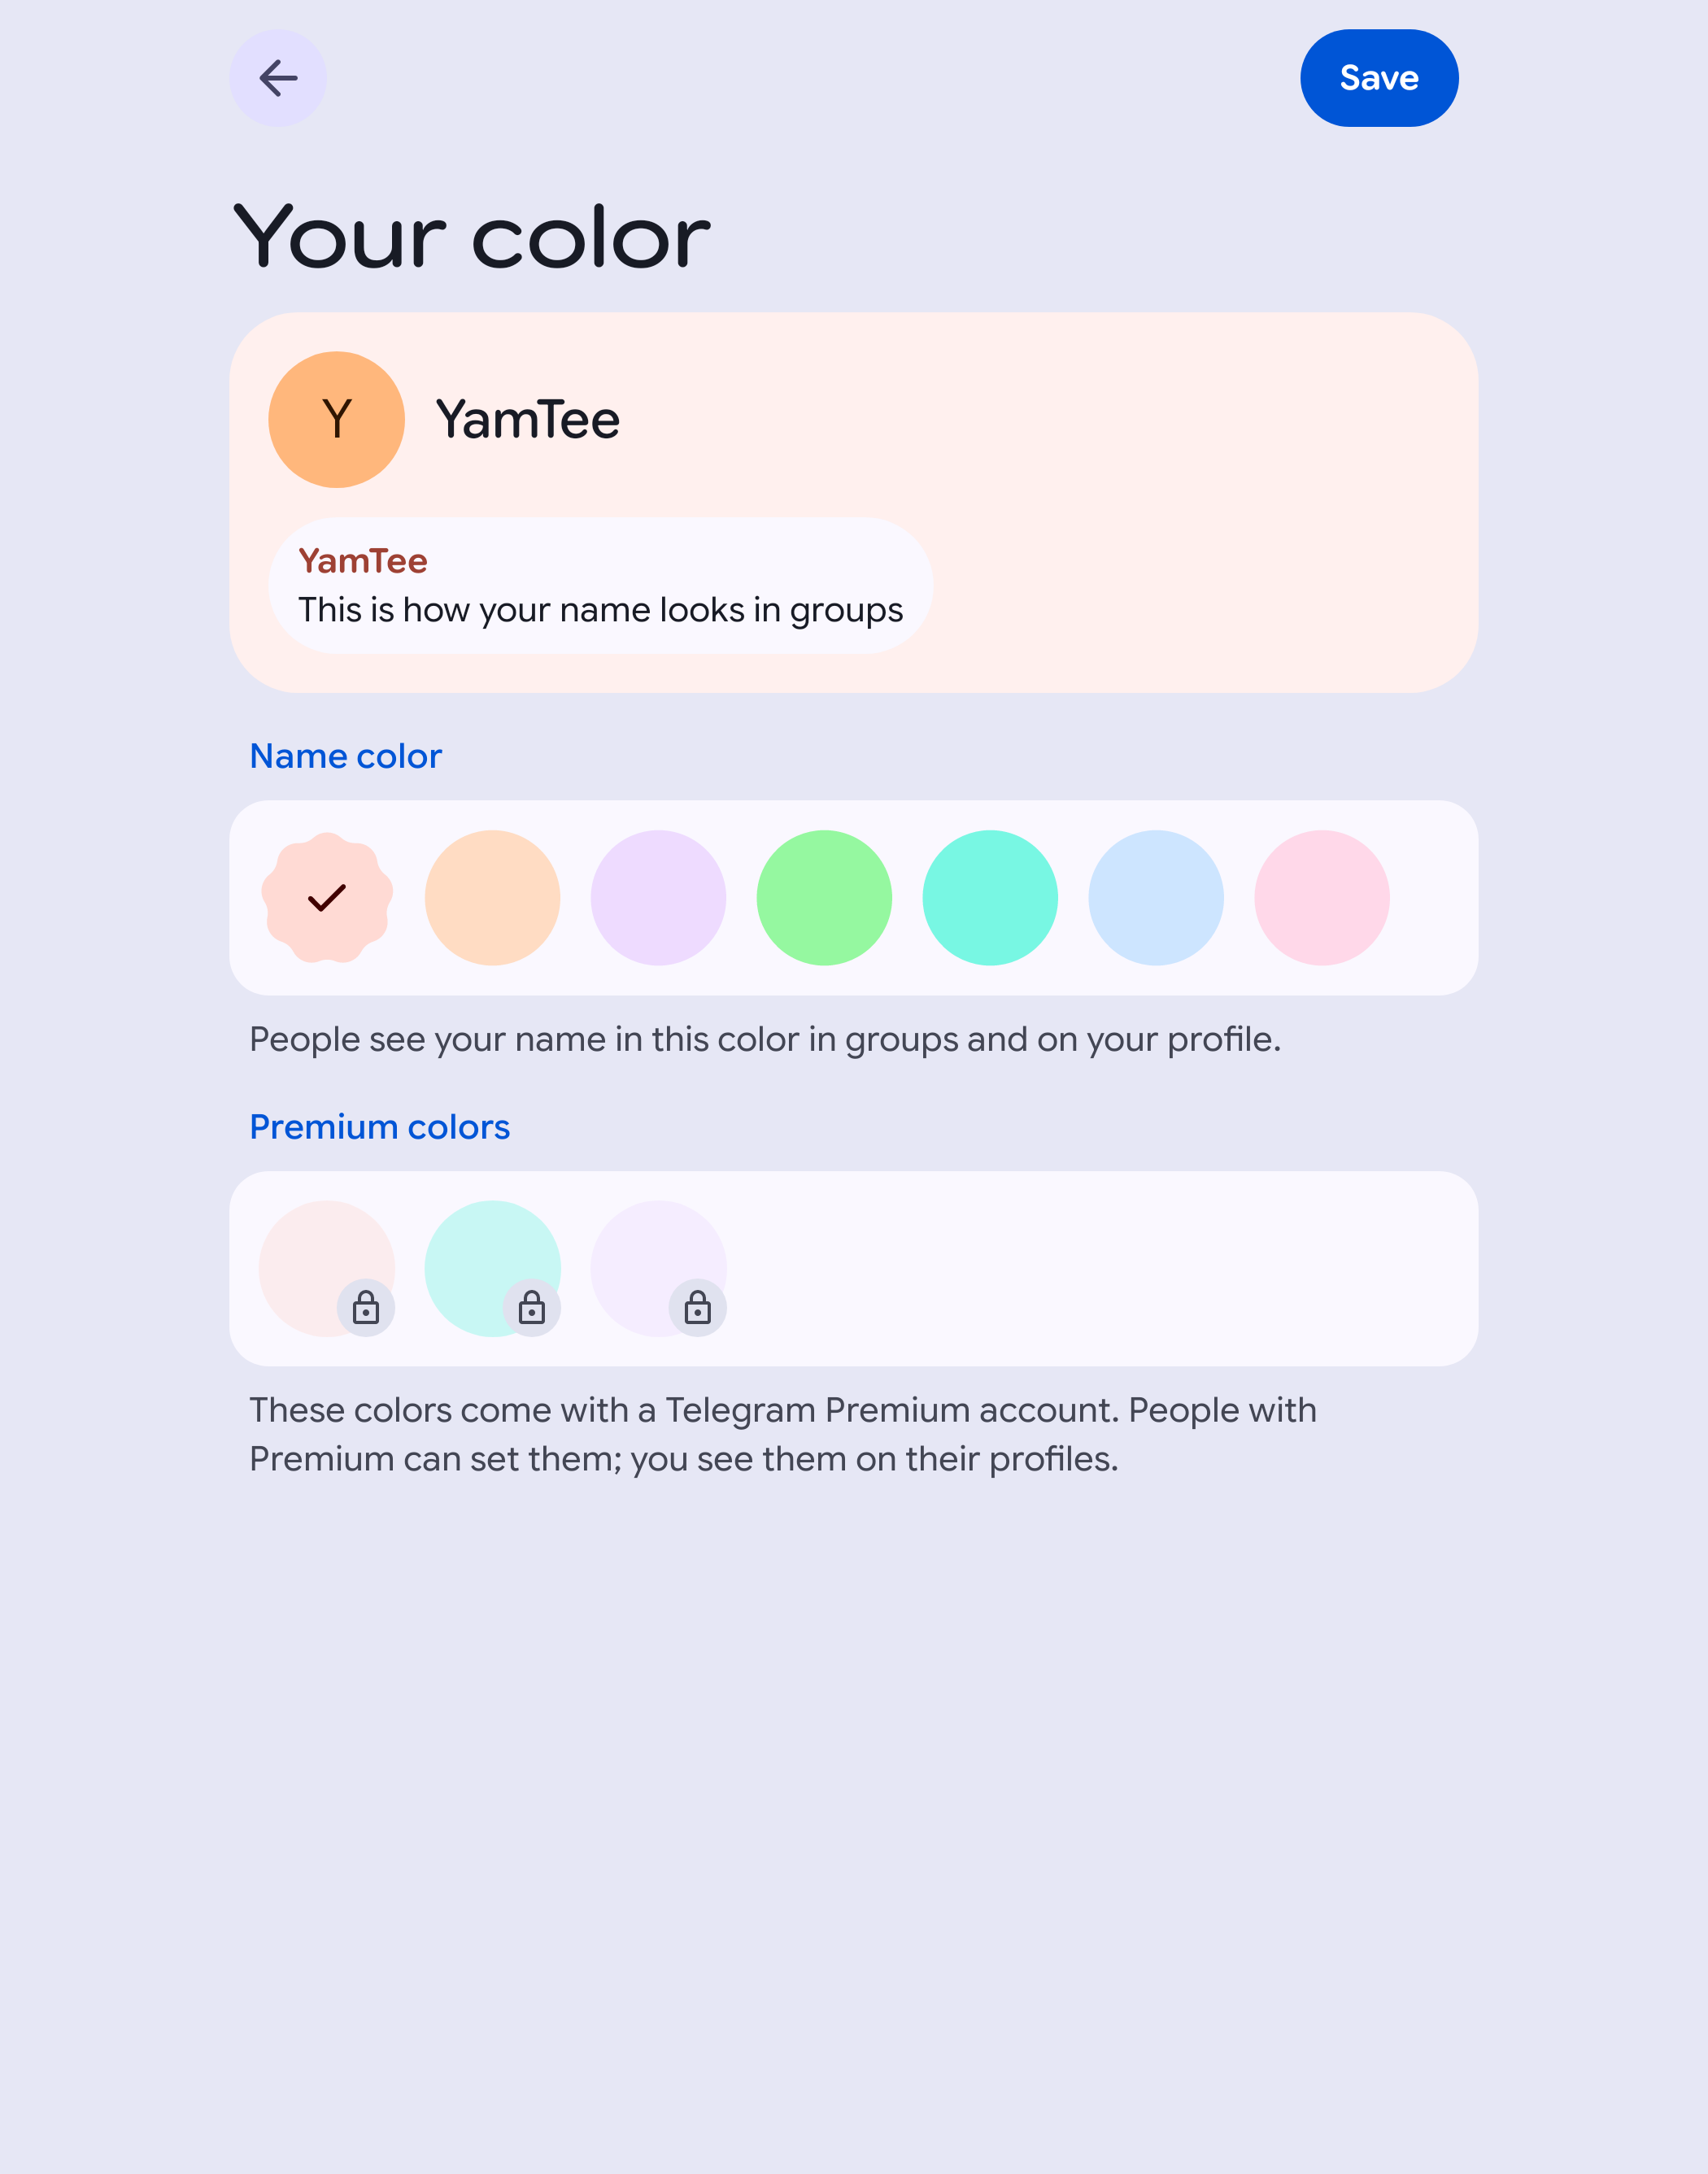 Save
Your color
Y
YamTee
YamTee
This is how your name looks in groups
Name color
People see your name in this color in groups and on your profile.
Premium colors
These colors come with a Telegram Premium account. People with
Premium can set them; you see them on their profiles.